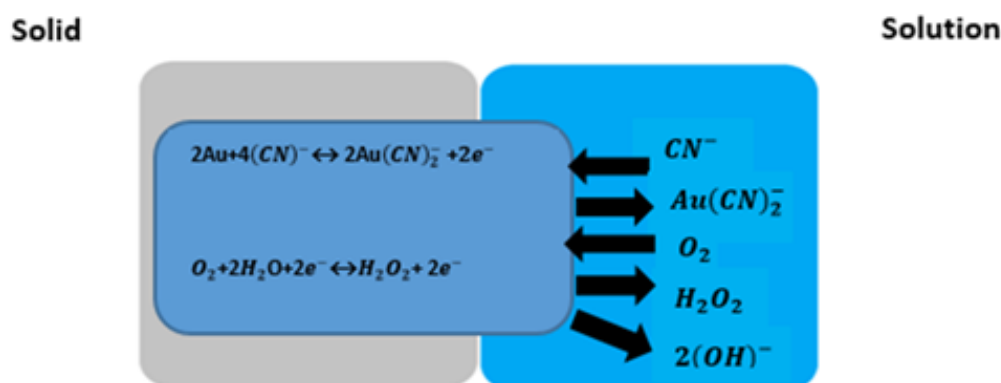 Solid
Solution
2Au+4(CN)⁻ ↔ 2Au(CN)₂⁻ +2e⁻
O₂+2H₂O+2e⁻ ↔ H₂O₂+ 2e⁻
CN⁻
Au(CN)₂⁻
O₂
H₂O₂
2(OH)⁻